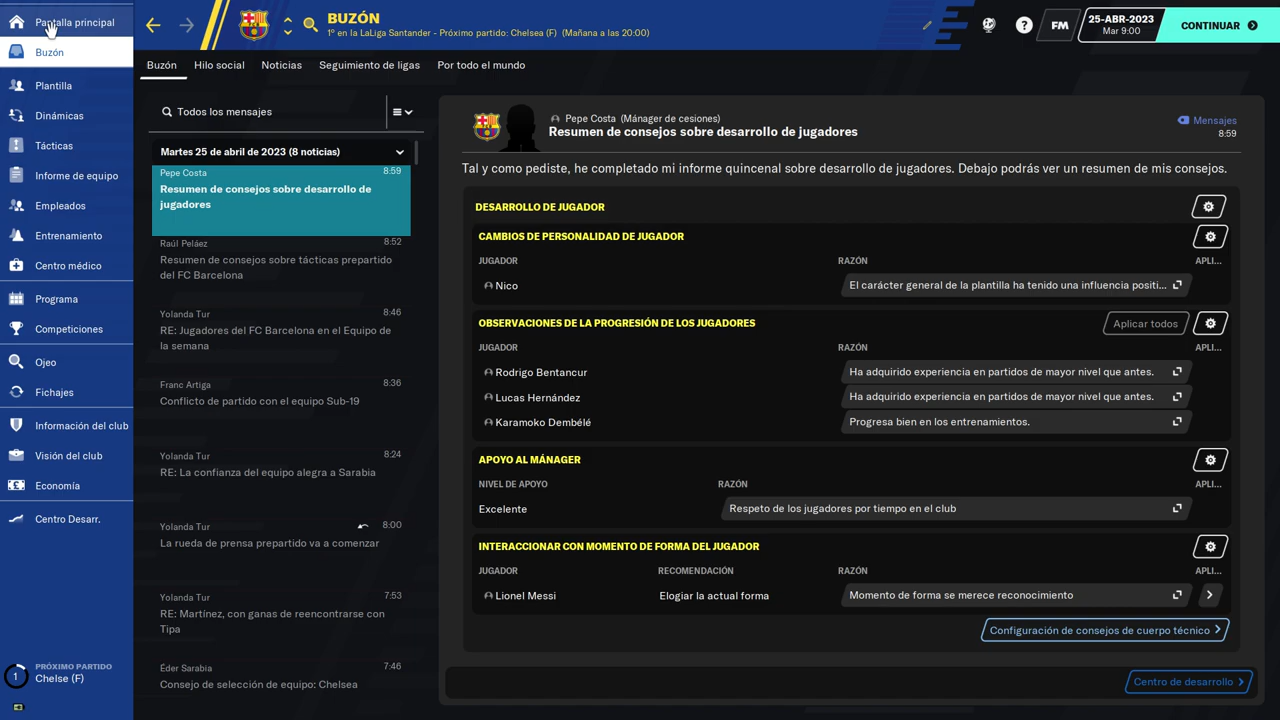 Pantalla principal
Buzón
Plantilla
Dinámicas
Tácticas
Informe de equipo
Empleados
Entrenamiento
Centro médico
Programa
Competiciones
Ojeo
Fichajes
Información del club
Visión del club
Economía
Centro Desarr.
1
PRÓXIMO PARTIDO
Chelse (F)
BUZÓN
1º en la LaLiga Santander - Próximo partido: Chelsea (F) (Mañana a las 20:00)
FM
25-ABR-2023
Mar 9:00
CONTINUAR
Buzón Hilo social Noticias Seguimiento de ligas Por todo el mundo
Todos los mensajes
Martes 25 de abril de 2023 (8 noticias)
Pepe Costa 8:59
Resumen de consejos sobre desarrollo de
jugadores
Raúl Peláez 8:52
Resumen de consejos sobre tácticas prepartido
del FC Barcelona
Yolanda Tur 8:46
RE: Jugadores del FC Barcelona en el Equipo de
la semana
Franc Artiga 8:36
Conflicto de partido con el equipo Sub-19
Yolanda Tur 8:24
RE: La confianza del equipo alegra a Sarabia
Yolanda Tur 8:00
La rueda de prensa prepartido va a comenzar
Yolanda Tur 7:53
RE: Martínez, con ganas de reencontrarse con
Tipa
Éder Sarabia 7:46
Consejo de selección de equipo: Chelsea
Pepe Costa (Mánager de cesiones)
Resumen de consejos sobre desarrollo de jugadores
Mensajes
8:59
Tal y como pediste, he completado mi informe quincenal sobre desarrollo de jugadores. Debajo podrás ver un resumen de mis consejos.
DESARROLLO DE JUGADOR
CAMBIOS DE PERSONALIDAD DE JUGADOR
JUGADOR RAZÓN APLI...
Nico El carácter general de la plantilla ha tenido una influencia positi...
OBSERVACIONES DE LA PROGRESIÓN DE LOS JUGADORES Aplicar todos
JUGADOR RAZÓN APLI...
Rodrigo Bentancur Ha adquirido experiencia en partidos de mayor nivel que antes.
Lucas Hernández Ha adquirido experiencia en partidos de mayor nivel que antes.
Karamoko Dembélé Progresa bien en los entrenamientos.
APOYO AL MÁNAGER
NIVEL DE APOYO RAZÓN APLI...
Excelente Respeto de los jugadores por tiempo en el club
INTERACCIONAR CON MOMENTO DE FORMA DEL JUGADOR
JUGADOR RECOMENDACIÓN RAZÓN APLI...
Lionel Messi Elogiar la actual forma Momento de forma se merece reconocimiento
Configuración de consejos de cuerpo técnico
Centro de desarrollo